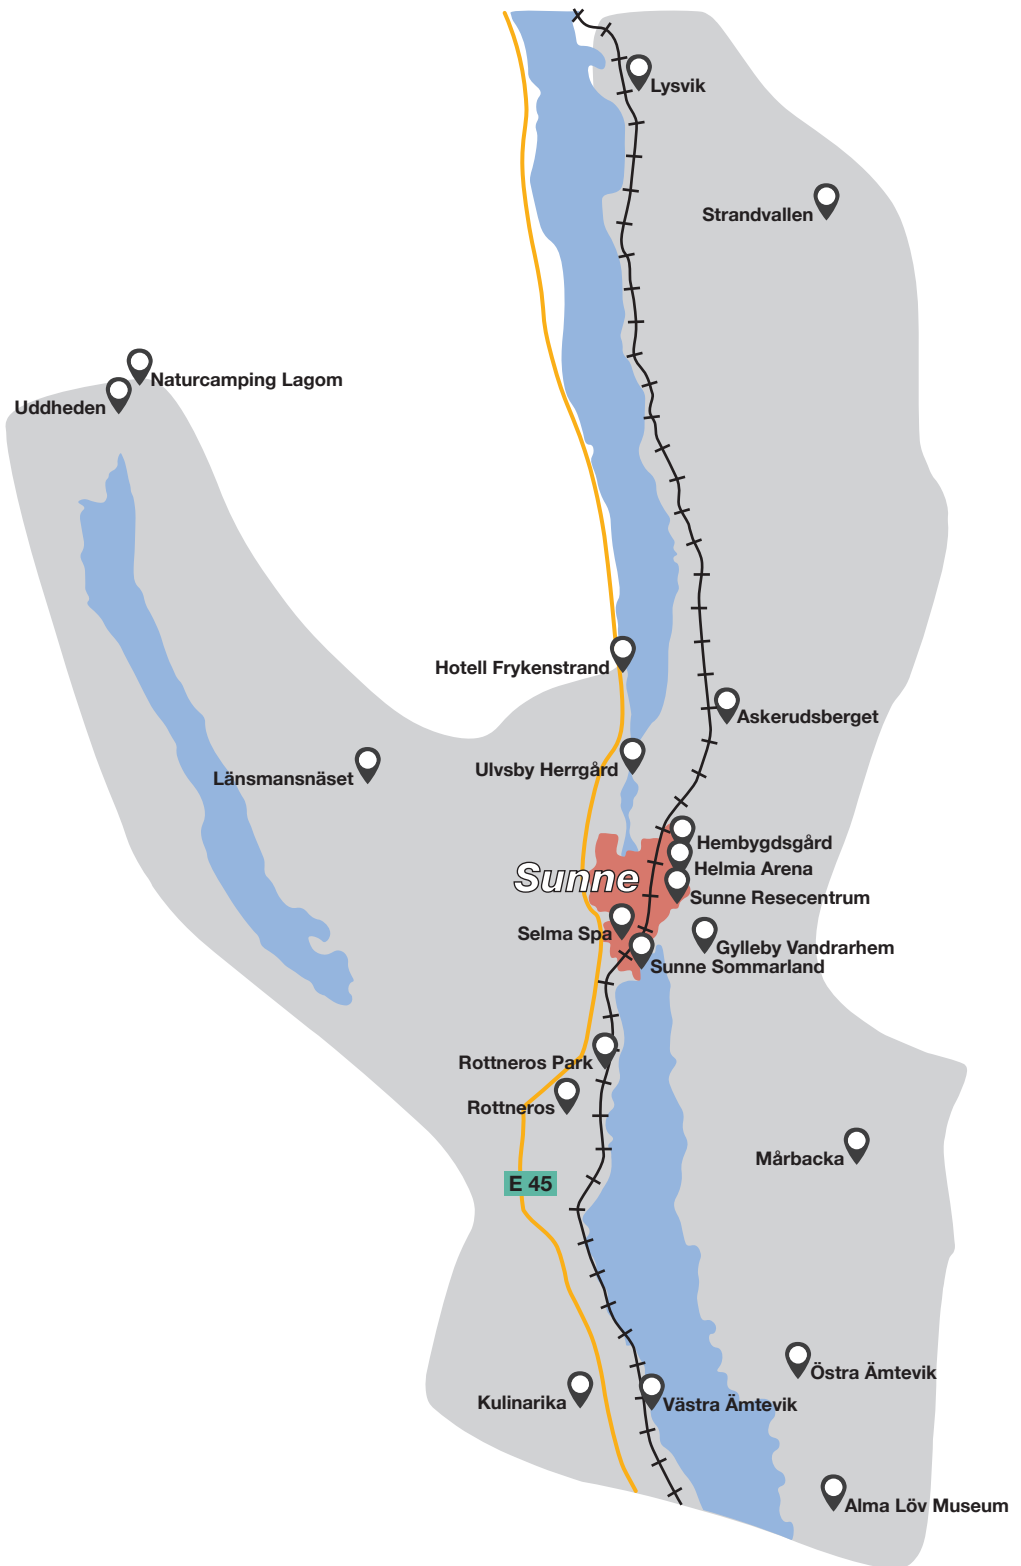 Lysvik
Strandvallen
Naturcamping Lagom
Uddheden
Hotell Frykenstrand
Askerudsberget
Ulvsby Herrgård
Länsmansnäset
Hembygdsgård
Helmia Arena
Sunne
Sunne Resecentrum
Selma Spa
Gylleby Vandrarhem
Sunne Sommarland
Rottneros Park
Rottneros
Mårbacka
E 45
Östra Ämtevik
Kulinarika
Västra Ämtevik
Alma Löv Museum